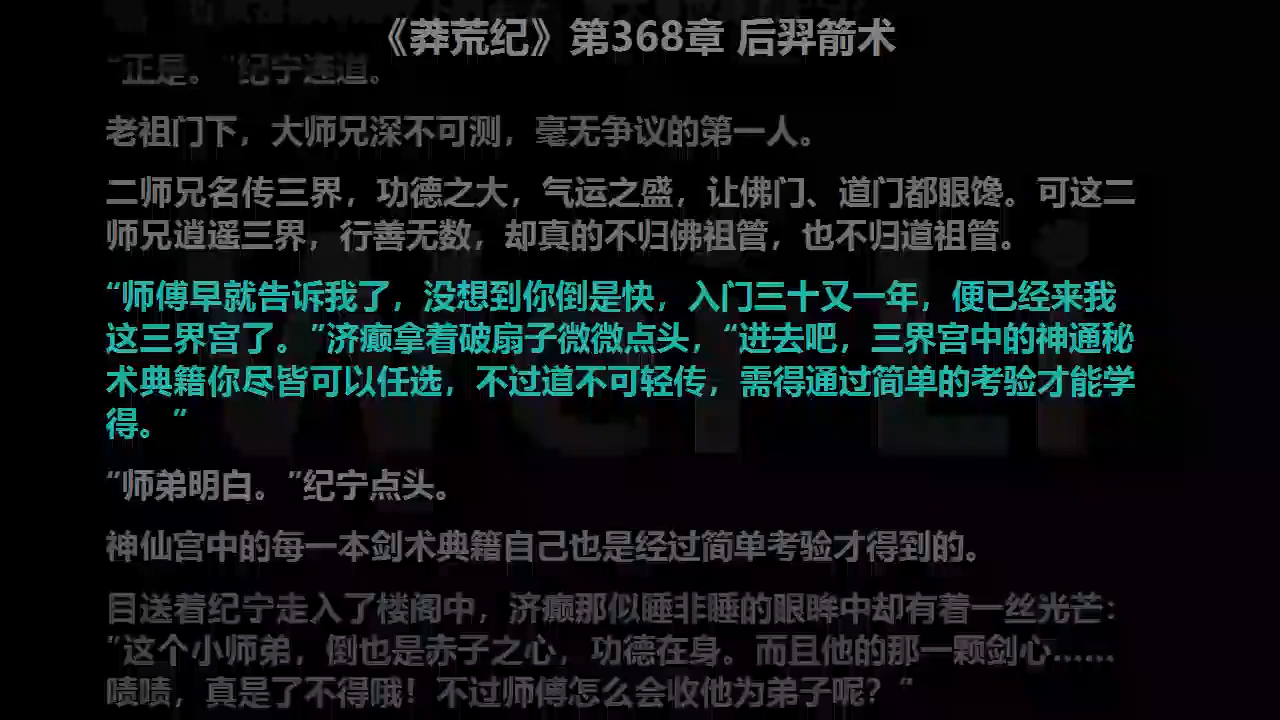 《莽荒纪》第368章 后羿箭术
“正是。”纪宁连道。
老祖门下，大师兄深不可测，毫无争议的第一人。
二师兄名传三界，功德之大，气运之盛，让佛门、道门都眼馋。可这二
师兄逍遥三界，行善无数，却真的不归佛祖管，也不归道祖管。
“师傅早就告诉我了，没想到你倒是快，入门三十又一年，便已经来我
这三界宫了。”济癫拿着破扇子微微点头，“进去吧，三界宫中的神通秘
术典籍你尽皆可以任选，不过道不可轻传，需得通过简单的考验才能学
得。”
“师弟明白。”纪宁点头。
神仙宫中的每一本剑术典籍自己也是经过简单考验才得到的。
目送着纪宁走入了楼阁中，济癫那似睡非睡的眼眸中却有着一丝光芒：
“这个小师弟，倒也是赤子之心，功德在身。而且他的那一颗剑心……
啧啧，真是了不得哦！不过师傅怎么会收他为弟子呢？”